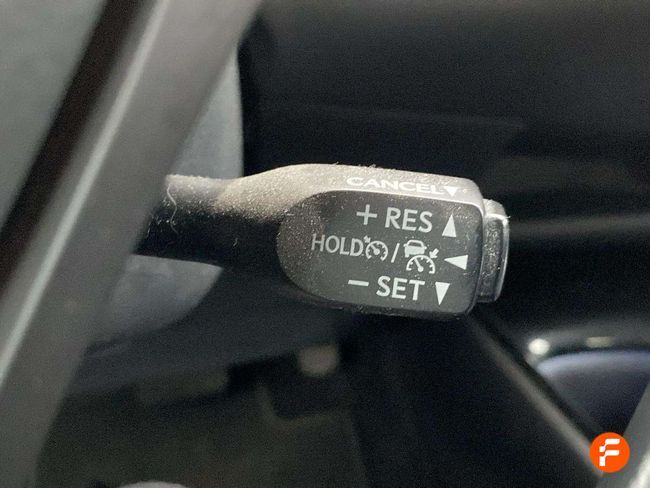 CANCEL
+ RES
HOLD /
− SET